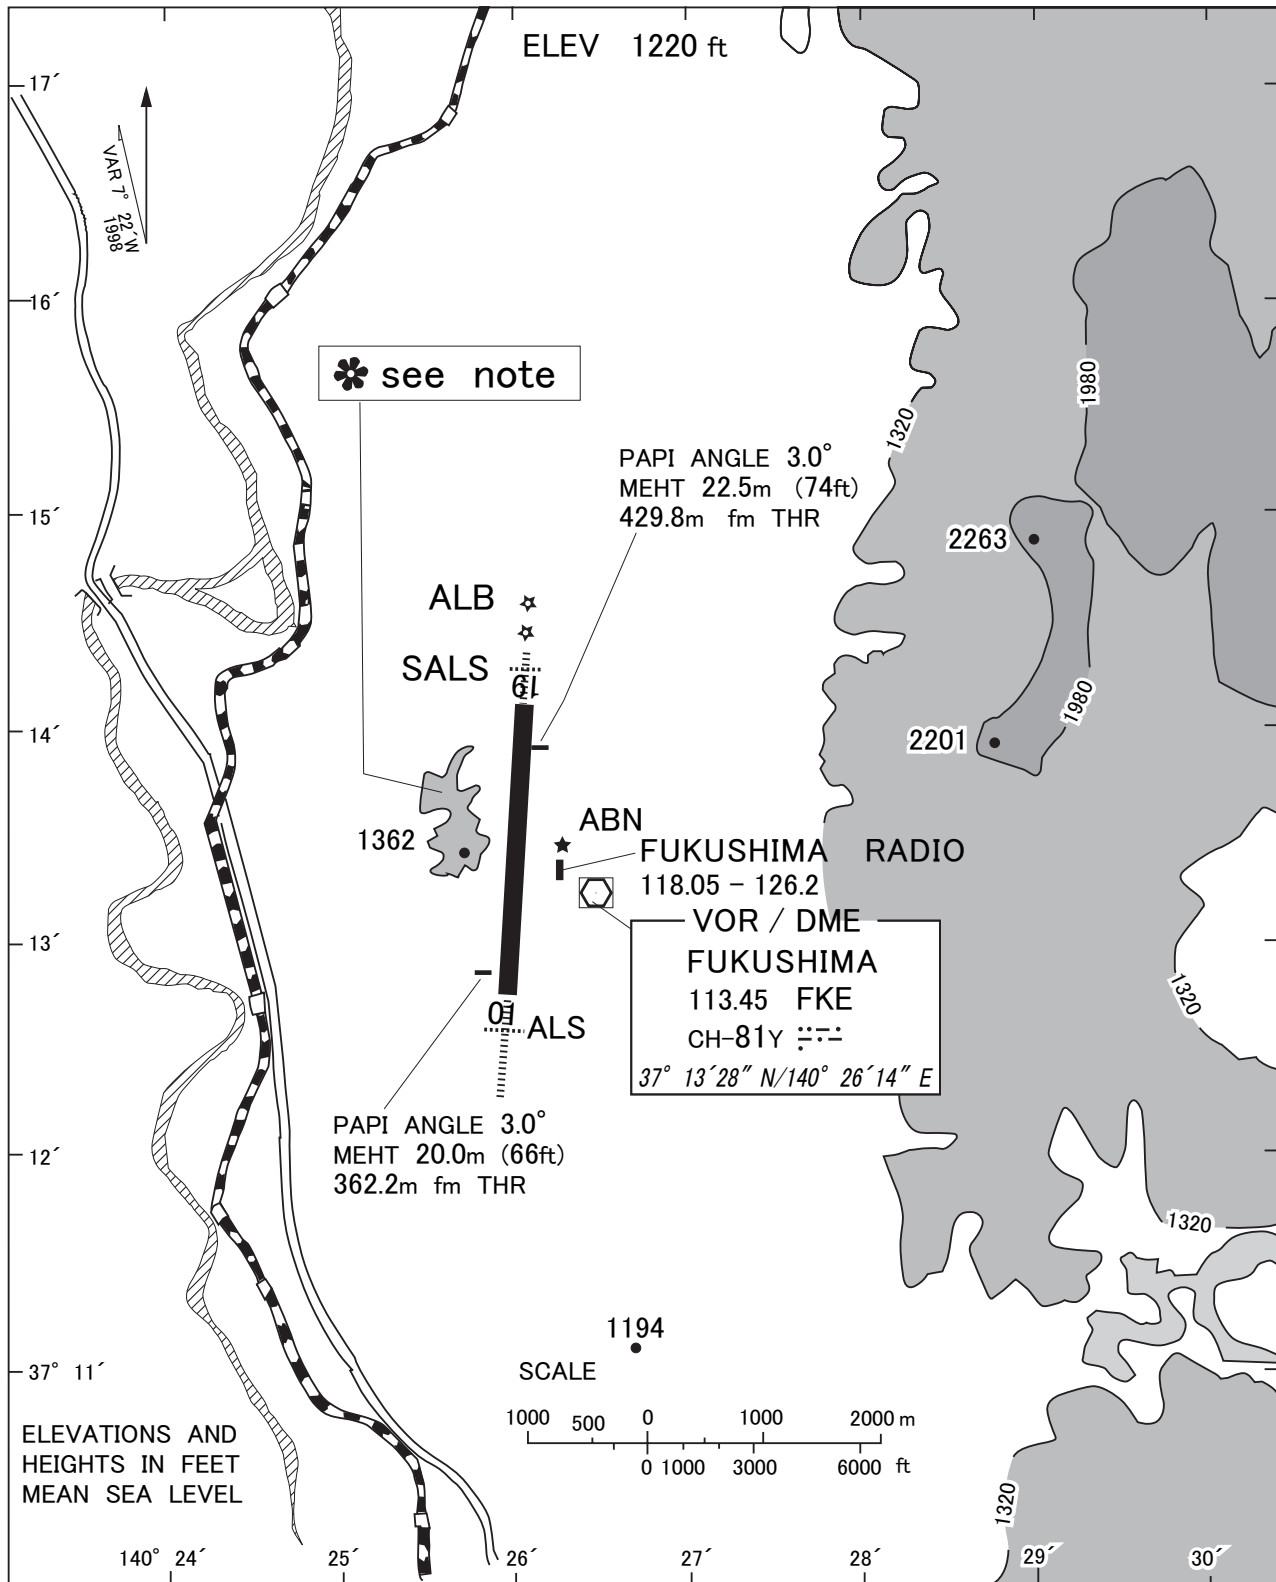 ELEV 1220 ft
17´
VAR 7° 22´W
1998
16´
see note
1980
1320
PAPI ANGLE 3.0°
MEHT 22.5m (74ft)
429.8m fm THR
15´
2263
ALB
SALS
19
1980
14´
2201
1362
ABN
FUKUSHIMA RADIO
118.05 - 126.2
VOR / DME
FUKUSHIMA
113.45 FKE
CH-81Y
37° 13´28″ N/140° 26´14″ E
13´
1320
01
ALS
PAPI ANGLE 3.0°
MEHT 20.0m (66ft)
362.2m fm THR
12´
1320
1194
37° 11´
SCALE
1000 500 0 1000 2000 m
0 1000 3000 6000 ft
ELEVATIONS AND
HEIGHTS IN FEET
MEAN SEA LEVEL
1320
140° 24´ 25´ 26´ 27´ 28´ 29´ 30´